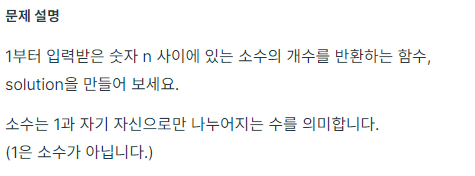 문제 설명
1부터 입력받은 숫자 n 사이에 있는 소수의 개수를 반환하는 함수,
solution을 만들어 보세요.
소수는 1과 자기 자신으로만 나누어지는 수를 의미합니다.
(1은 소수가 아닙니다.)